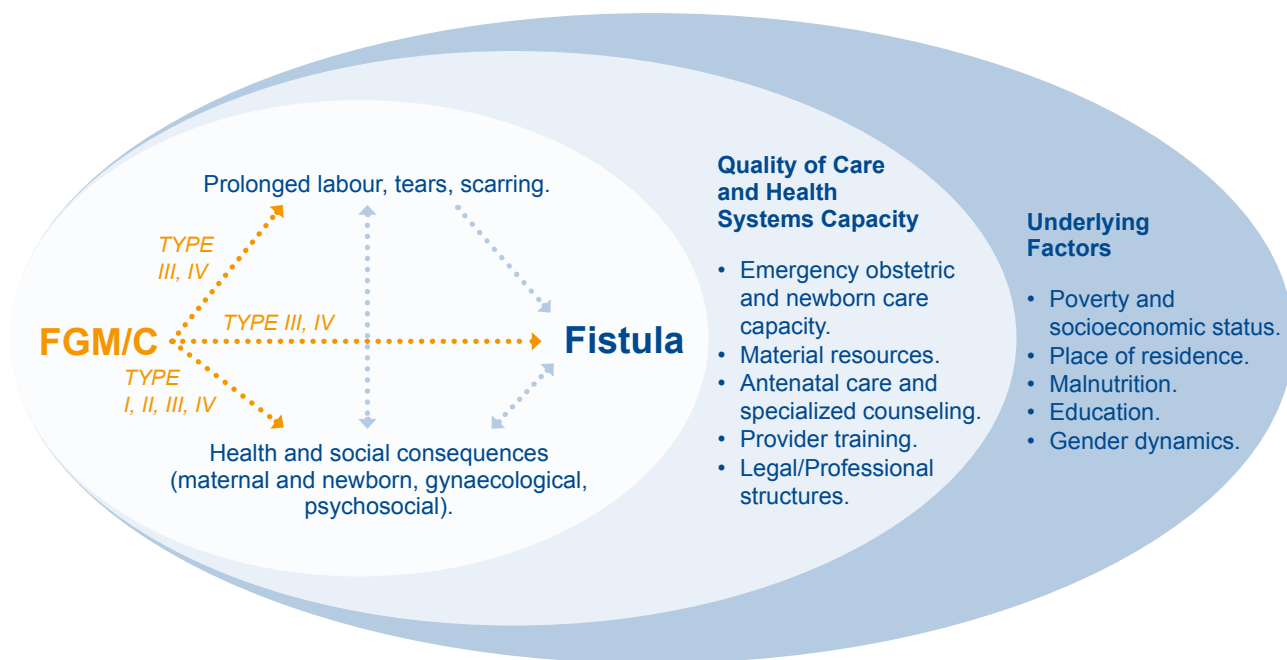 Prolonged labour, tears, scarring.
TYPE
III, IV
FGM/C
TYPE III, IV
Fistula
TYPE
I, II, III, IV
Health and social consequences
(maternal and newborn, gynaecological,
psychosocial).
Quality of Care
and Health
Systems Capacity
• Emergency obstetric
and newborn care
capacity.
• Material resources.
• Antenatal care and
specialized counseling.
• Provider training.
• Legal/Professional
structures.
Underlying
Factors
• Poverty and
socioeconomic status.
• Place of residence.
• Malnutrition.
• Education.
• Gender dynamics.